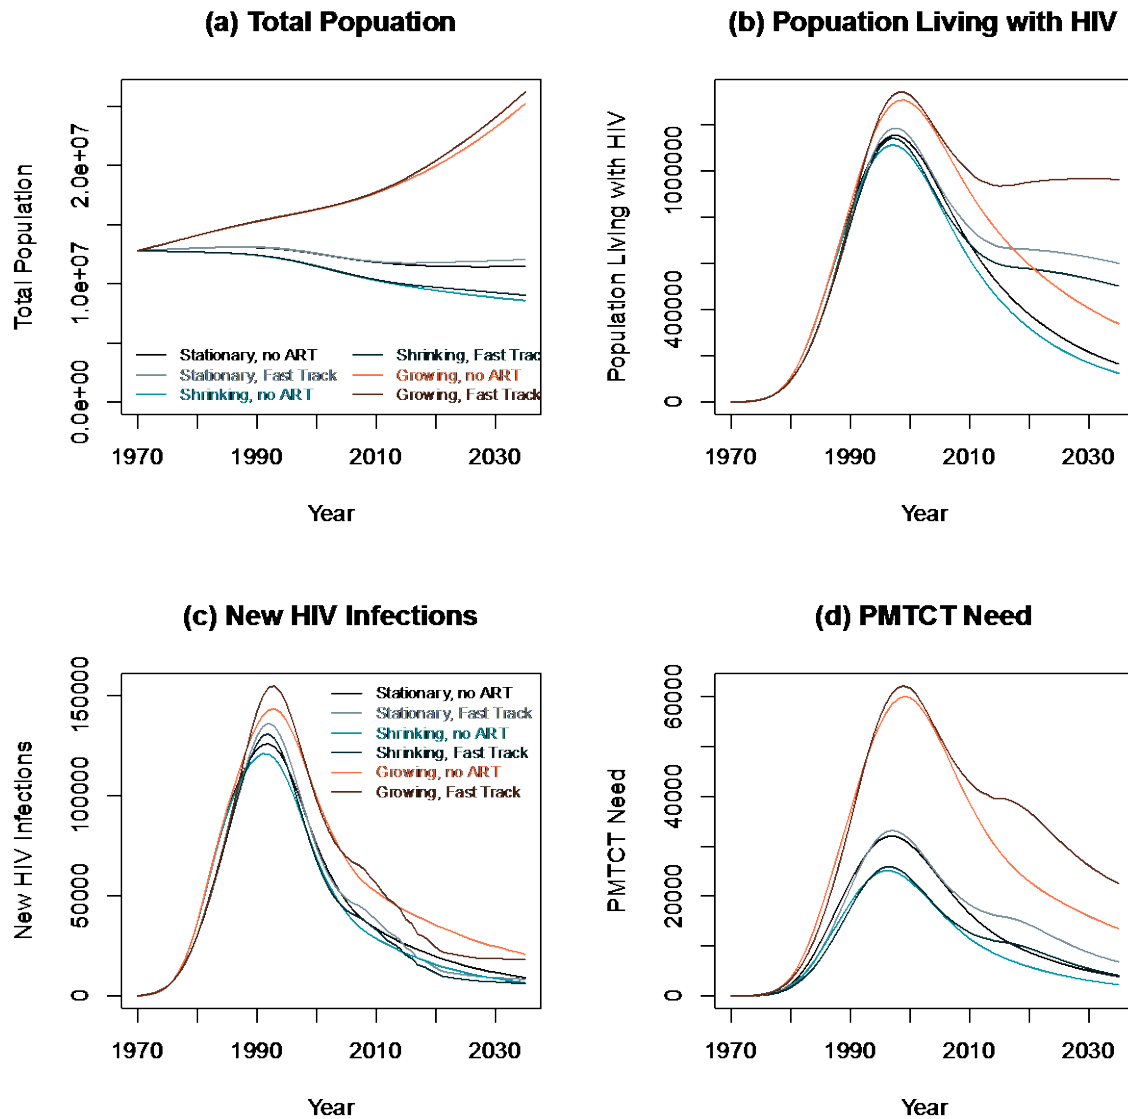 (a) Total Popuation
Total Population
0.0e+00 1.0e+07 2.0e+07
Stationary, no ART
Stationary, Fast Track
Shrinking, no ART
Shrinking, Fast Trac
Growing, no ART
Growing, Fast Track
1970 1990 2010 2030
Year
(b) Popuation Living with HIV
Population Living with HIV
0 400000 1000000
1970 1990 2010 2030
Year
(c) New HIV Infections
New HIV Infections
0 50000 100000 150000
Stationary, no ART
Stationary, Fast Track
Shrinking, no ART
Shrinking, Fast Track
Growing, no ART
Growing, Fast Track
1970 1990 2010 2030
Year
(d) PMTCT Need
PMTCT Need
0 20000 40000 60000
1970 1990 2010 2030
Year